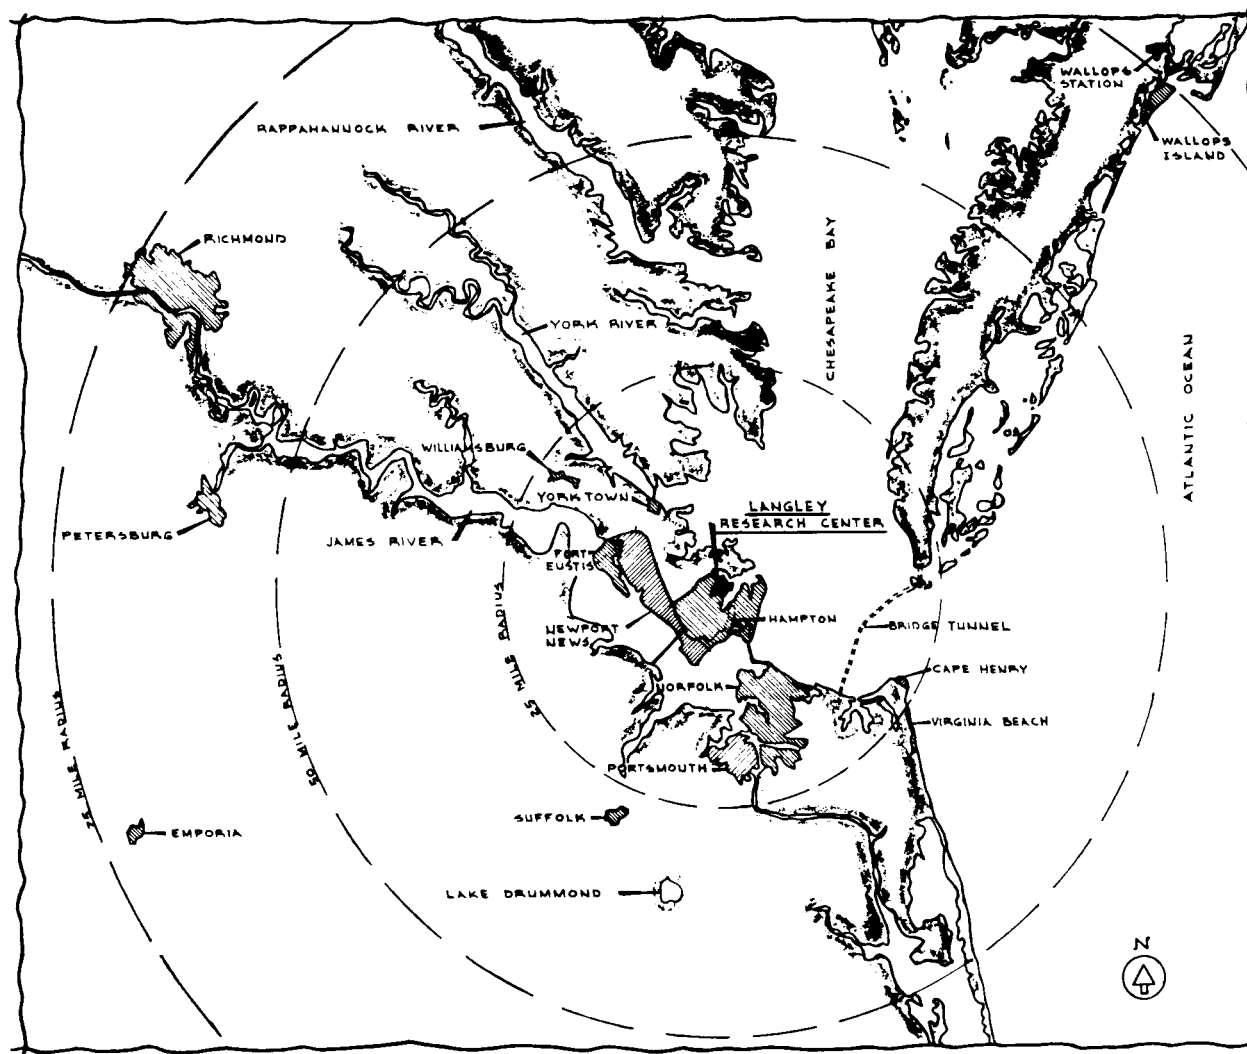 WALLOPS
STATION
RAPPAHANNOCK RIVER
WALLOPS
ISLAND
RICHMOND
CHESAPEAKE BAY
YORK RIVER
ATLANTIC OCEAN
WILLIAMSBURG
YORKTOWN
LANGLEY
RESEARCH CENTER
PETERSBURG
JAMES RIVER
FORT
EUSTIS
NEWPORT
NEWS
HAMPTON
BRIDGE TUNNEL
25 MILE RADIUS
50 MILE RADIUS
75 MILE RADIUS
CAPE HENRY
NORFOLK
VIRGINIA BEACH
PORTSMOUTH
SUFFOLK
EMPORIA
LAKE DRUMMOND
N